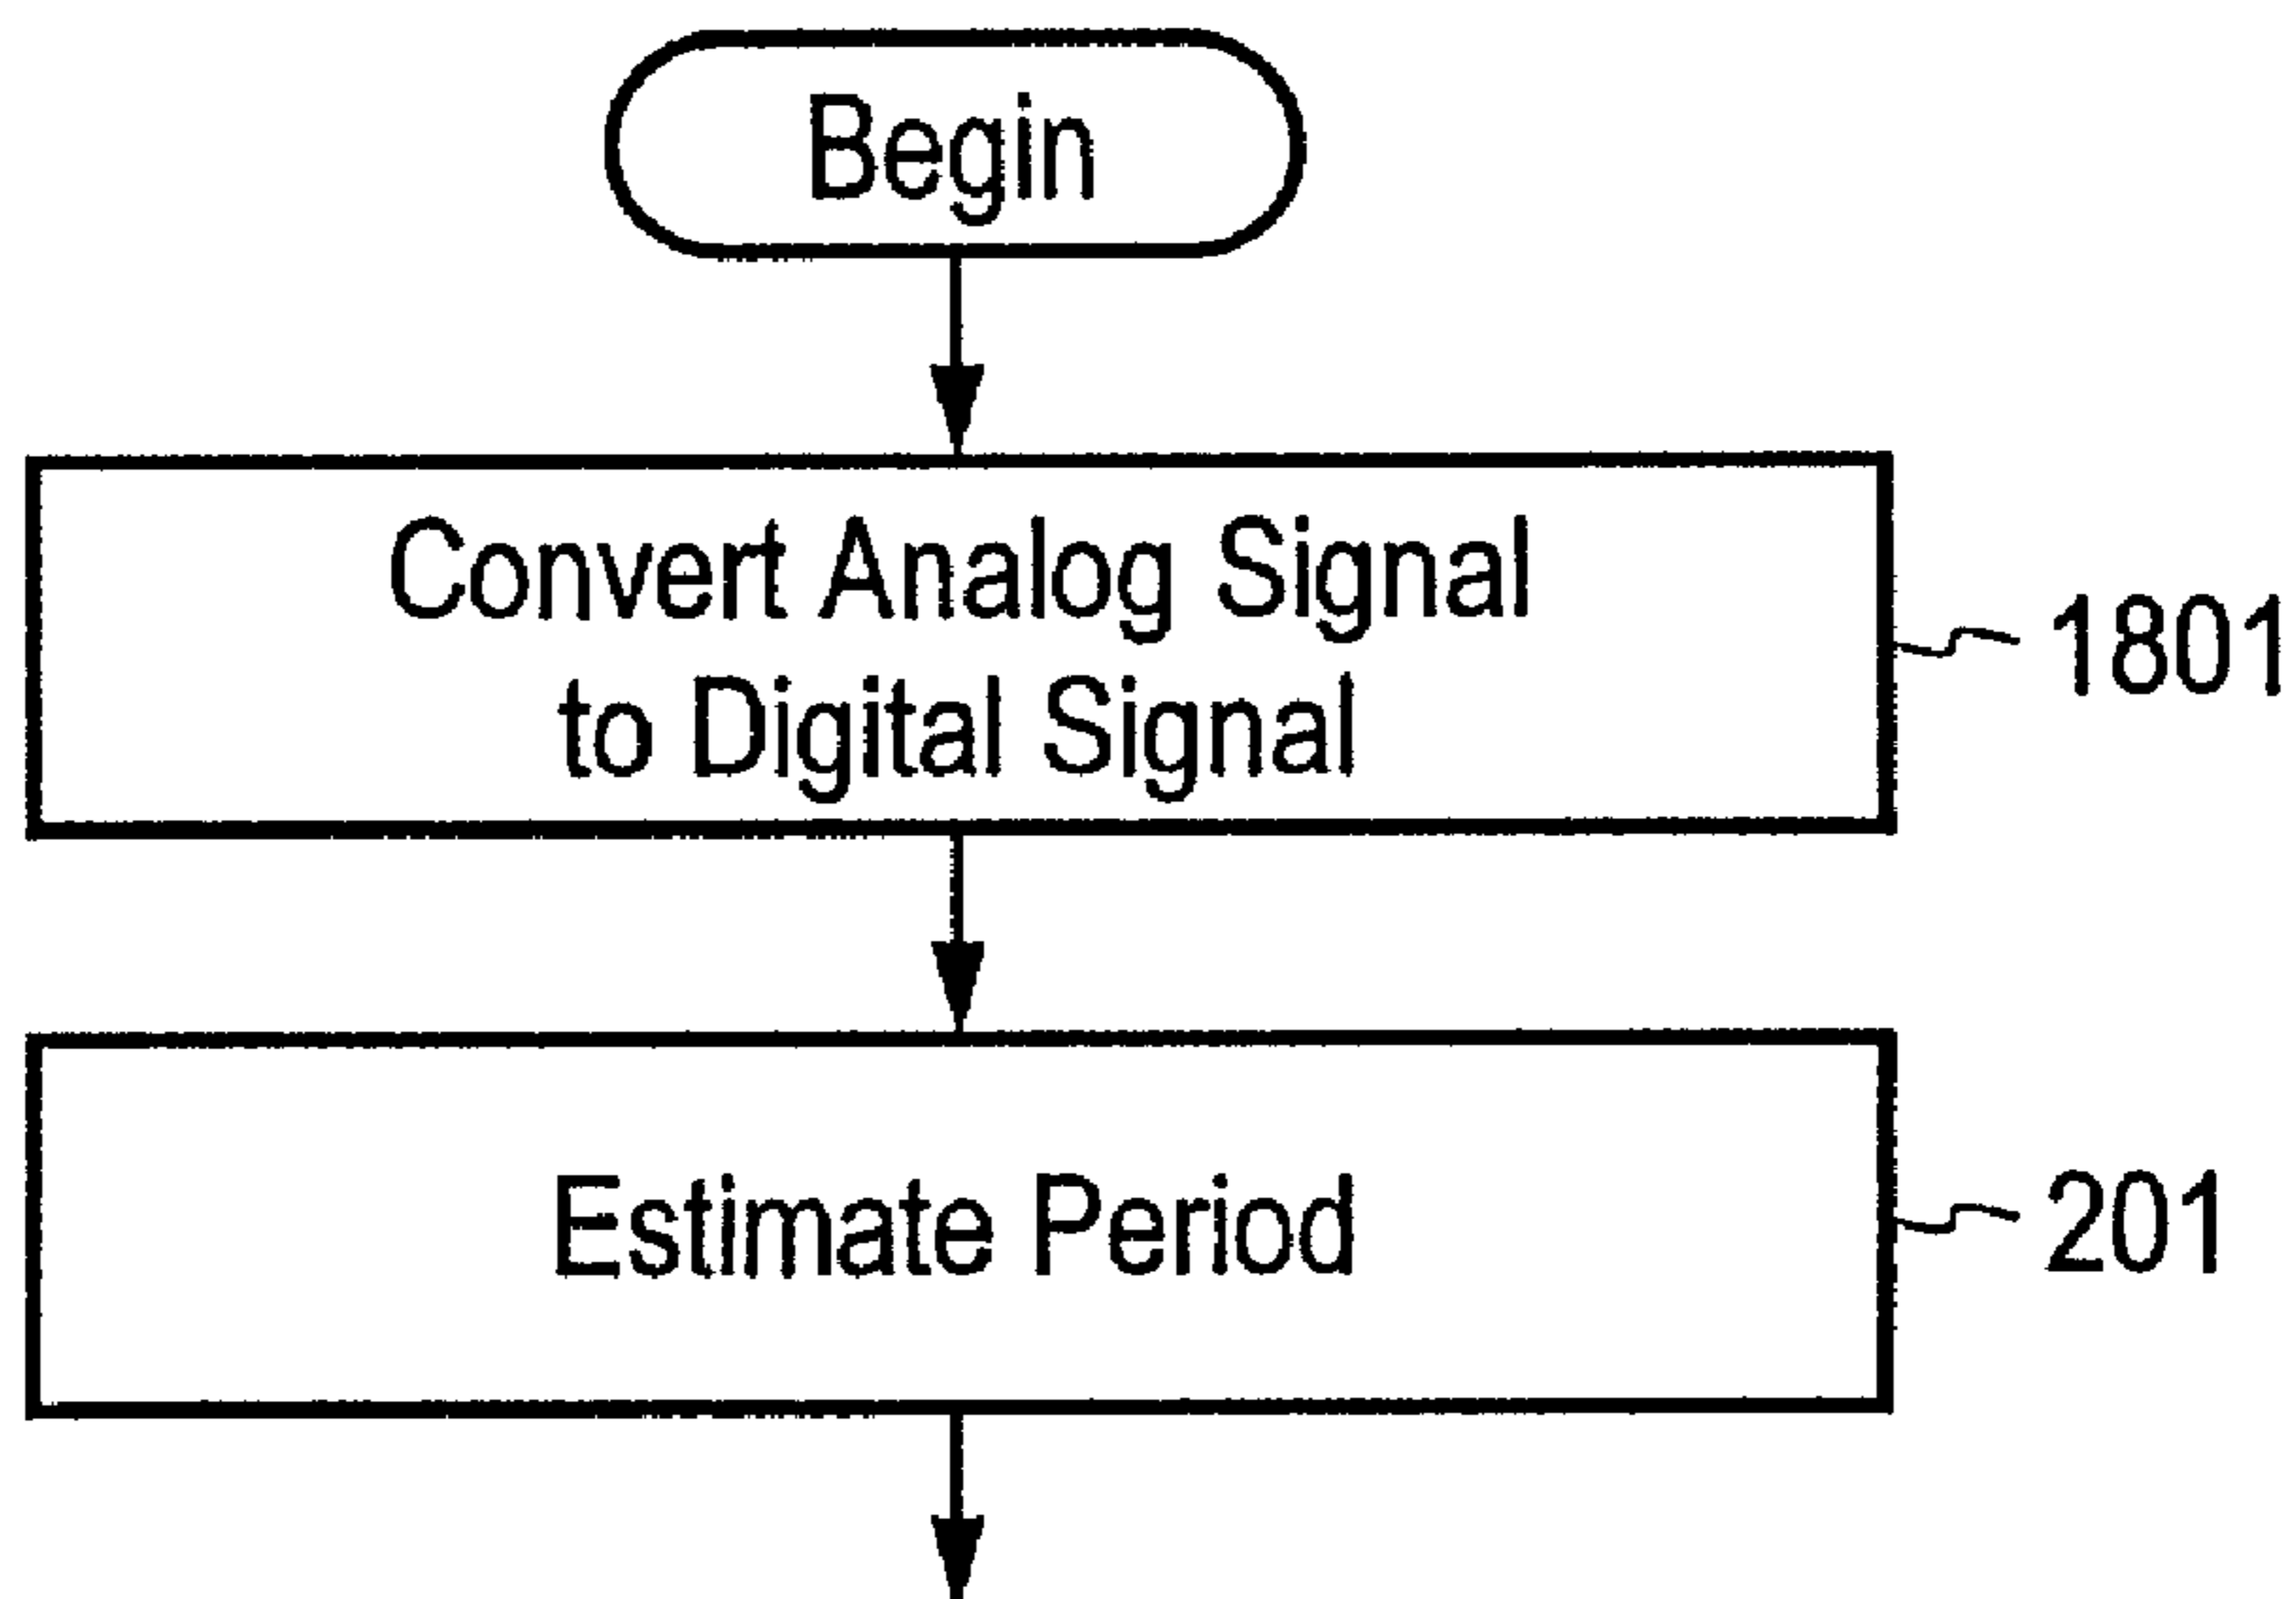 Begin
Convert Analog Signal
to Digital Signal
1801
Estimate Period
201